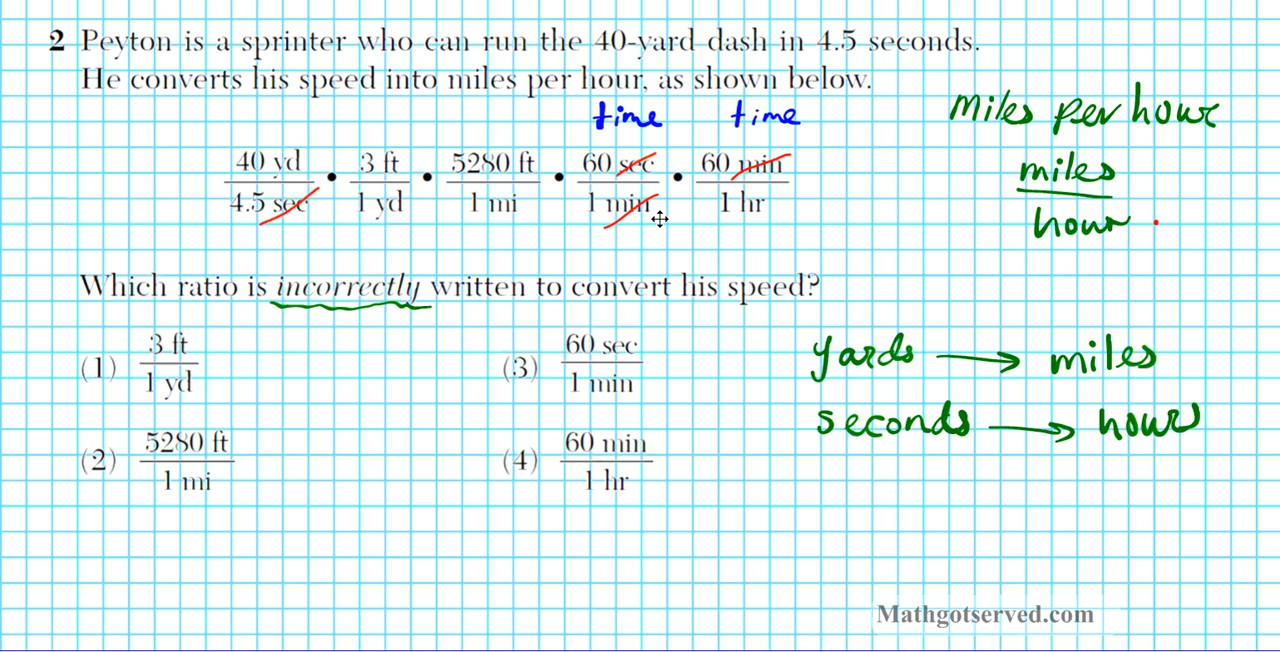 2 Peyton is a sprinter who can run the 40-yard dash in 4.5 seconds.
He converts his speed into miles per hour, as shown below.
time time
miles per hour
40 yd 3 ft 5280 ft 60 sec 60 min
4.5 sec • 1 yd • 1 mi • 1 min • 1 hr
miles
hour
Which ratio is incorrectly written to convert his speed?
(1) 3 ft
1 yd
(3) 60 sec
1 min
yards → miles
seconds → hours
(2) 5280 ft
1 mi
(4) 60 min
1 hr
Mathgotserved.com